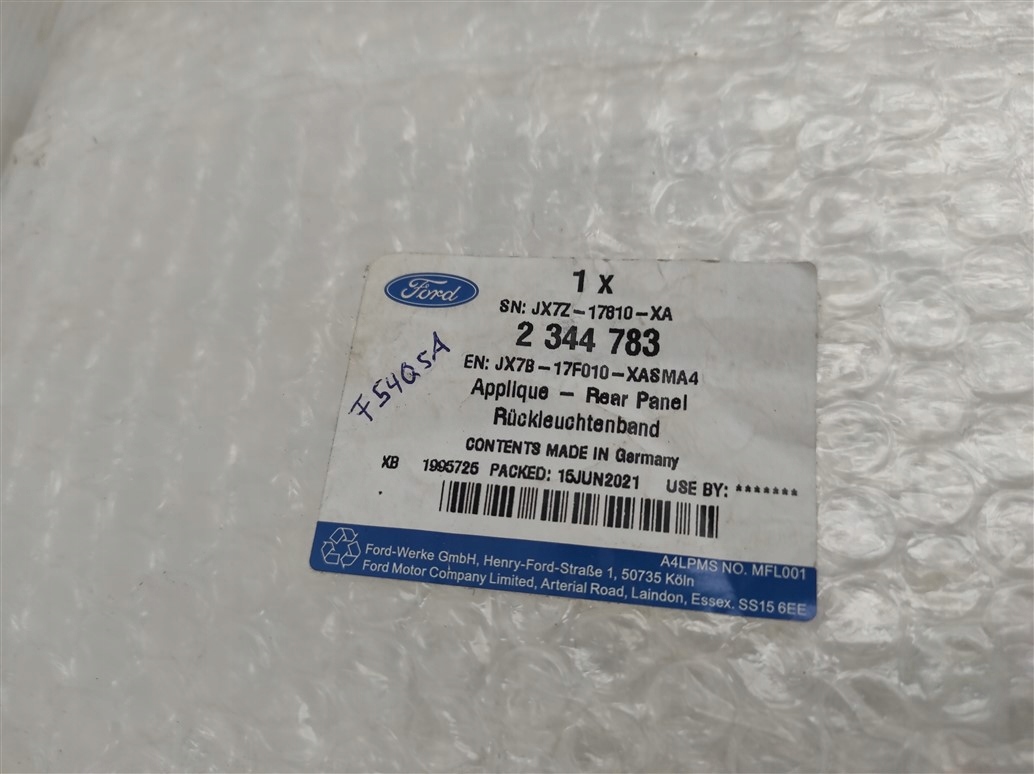 Ford
1 X
SN: JX7Z-17810-XA
2 344 783
F54Q5A
EN: JX7B-17F010-XASMA4
Applique - Rear Panel
Rückleuchtenband
CONTENTS MADE IN Germany
XB 1995725 PACKED: 15JUN2021 USE BY: *******
A4LPMS NO. MFL001
Ford-Werke GmbH, Henry-Ford-Straße 1, 50735 Köln
Ford Motor Company Limited, Arterial Road, Laindon, Essex. SS15 6EE